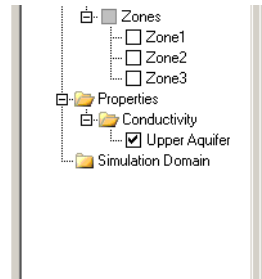 Zones
Zone1
Zone2
Zone3
Properties
Conductivity
Upper Aquifer
Simulation Domain